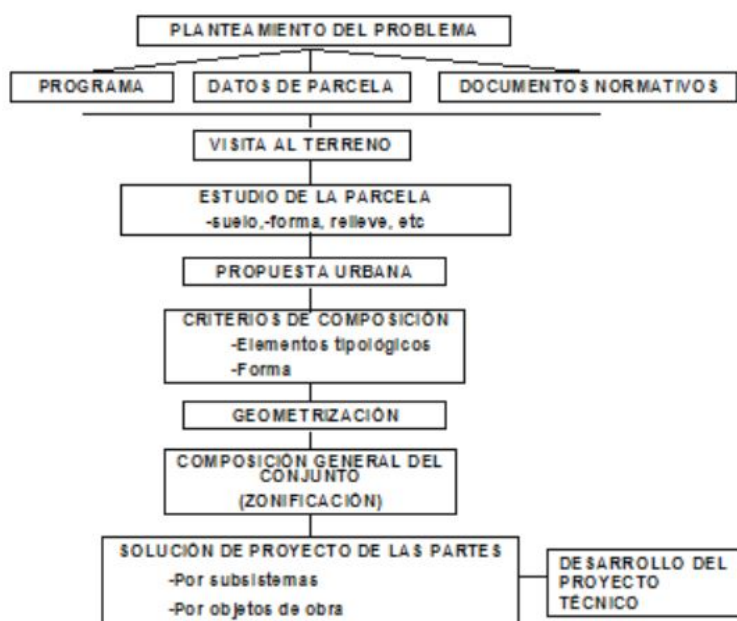 PLANTEAMIENTO DEL PROBLEMA
PROGRAMA
DATOS DE PARCELA
DOCUMENTOS NORMATIVOS
VISITA AL TERRENO
ESTUDIO DE LA PARCELA
-suelo,-forma, relieve, etc
PROPUESTA URBANA
CRITERIOS DE COMPOSICIÓN
-Elementos tipológicos
-Forma
GEOMETRIZACIÓN
COMPOSICIÓN GENERAL DEL
CONJUNTO
(ZONIFICACIÓN)
SOLUCIÓN DE PROYECTO DE LAS PARTES
-Por subsistemas
-Por objetos de obra
DESARROLLO DEL
PROYECTO
TÉCNICO